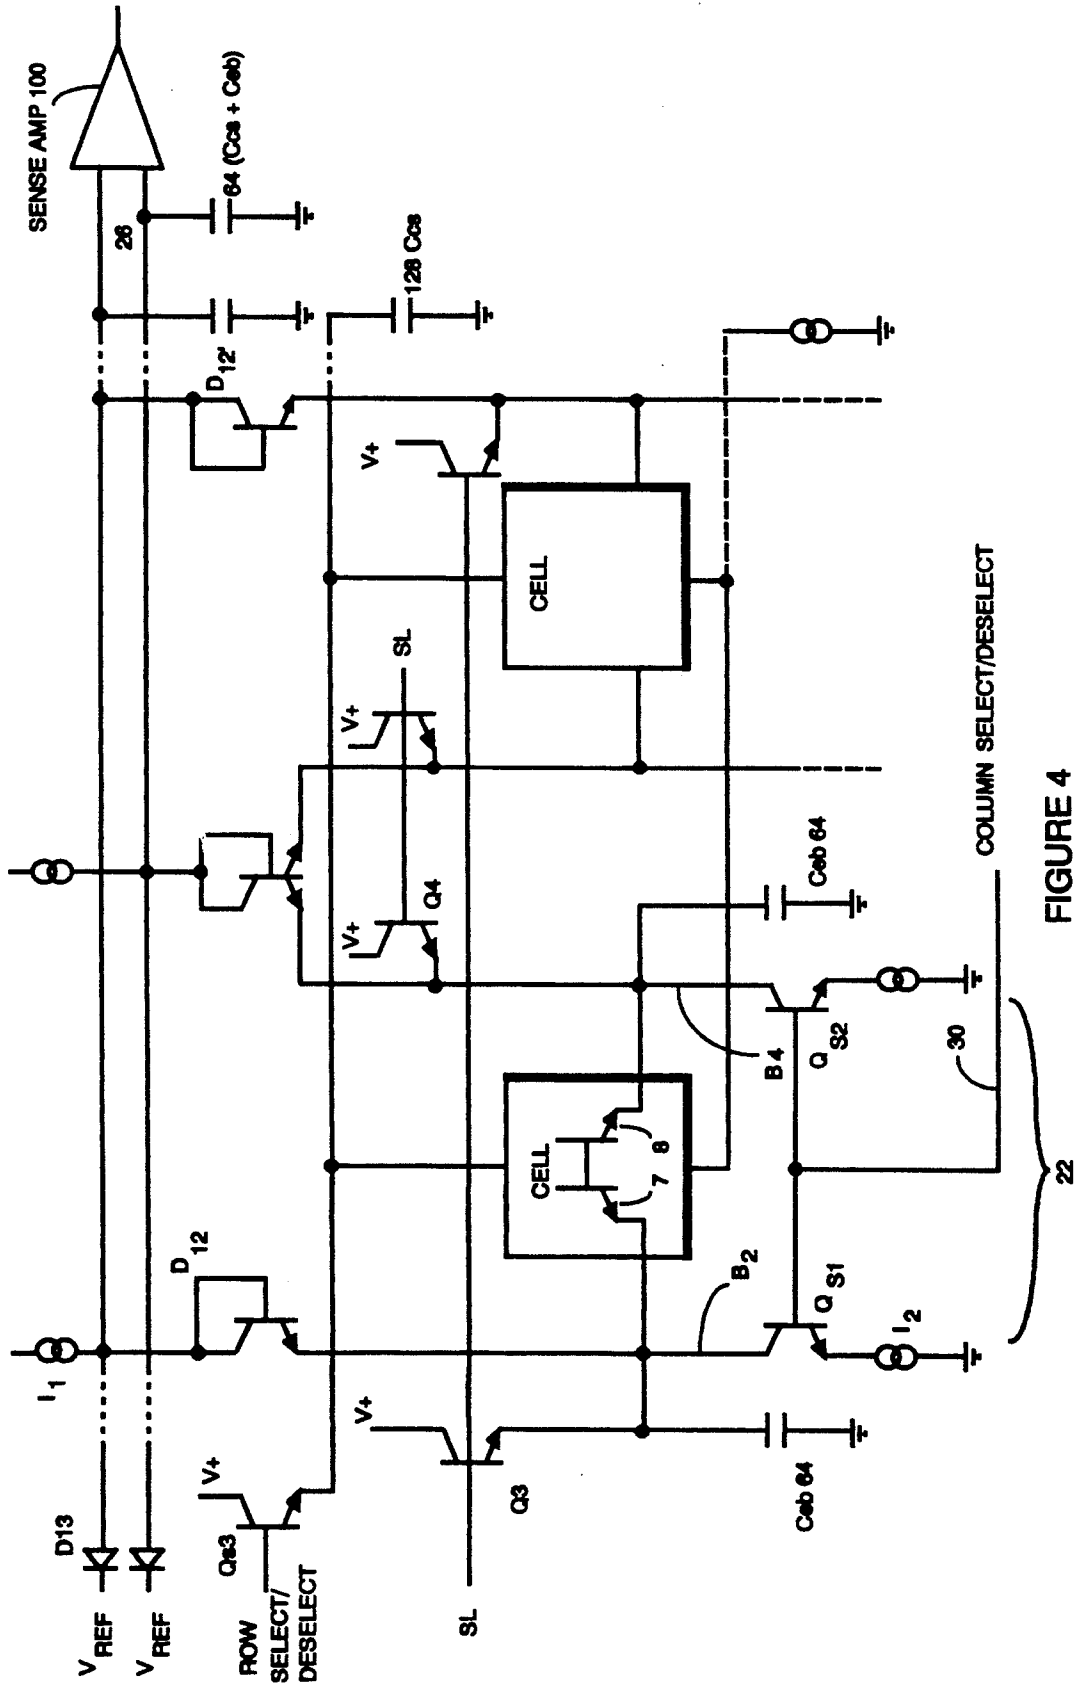 SENSE AMP 100
26
64 (Ccs + Ceb)
D12'
128 Ccs
V+
CELL
SL
V+
V+
Q4
Ceb 64
COLUMN SELECT/DESELECT
B4
QS2
30
22
CELL
7
8
D12
I1
B2
QS1
I2
V+
Q3
Ceb 64
D13
VREF
VREF
V+
Qs3
ROW
SELECT/
DESELECT
SL
FIGURE 4